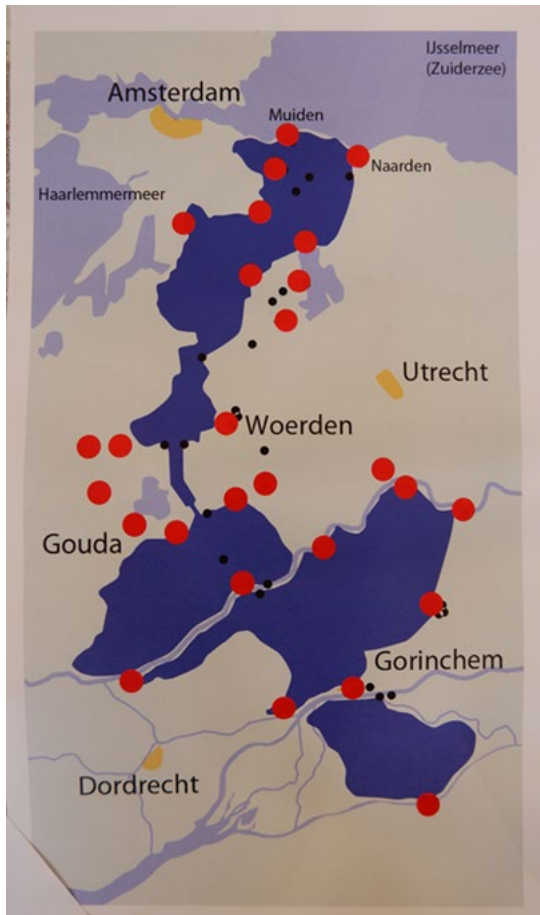 IJsselmeer
(Zuiderzee)
Amsterdam
Muiden
Naarden
Haarlemmermeer
Utrecht
Woerden
Gouda
Gorinchem
Dordrecht